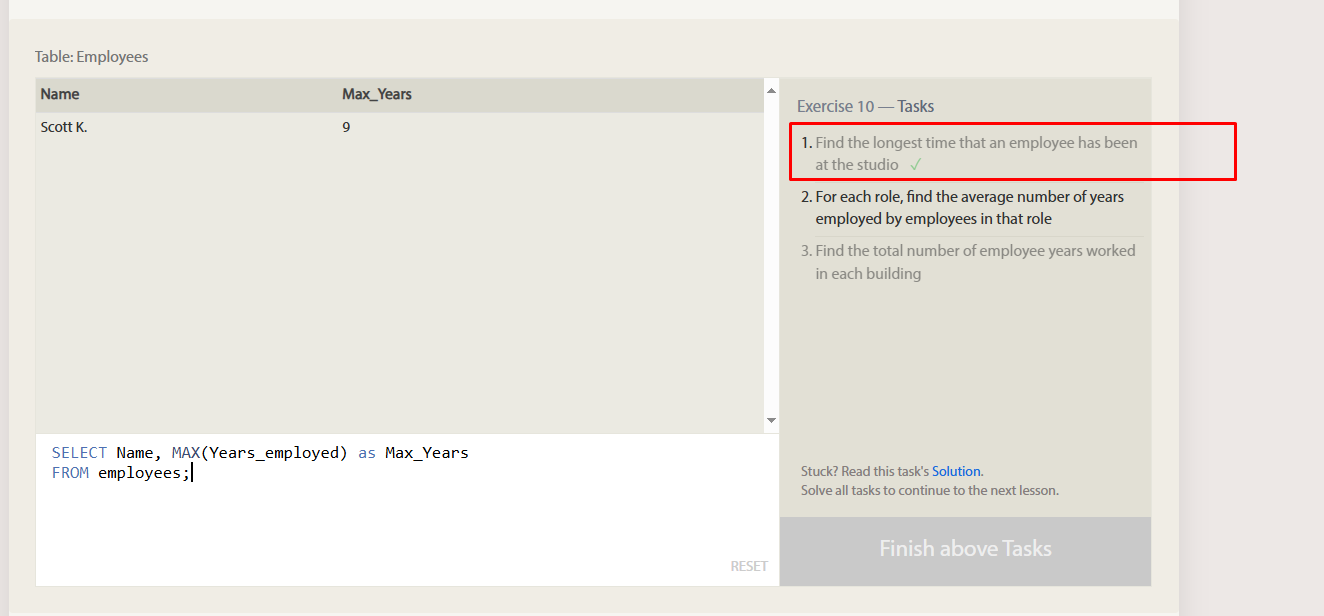 Table: Employees
Name Max_Years
Scott K. 9
Exercise 10 — Tasks
1. Find the longest time that an employee has been
at the studio ✓
2. For each role, find the average number of years
employed by employees in that role
3. Find the total number of employee years worked
in each building
SELECT Name, MAX(Years_employed) as Max_Years
FROM employees;
RESET
Stuck? Read this task's Solution.
Solve all tasks to continue to the next lesson.
Finish above Tasks